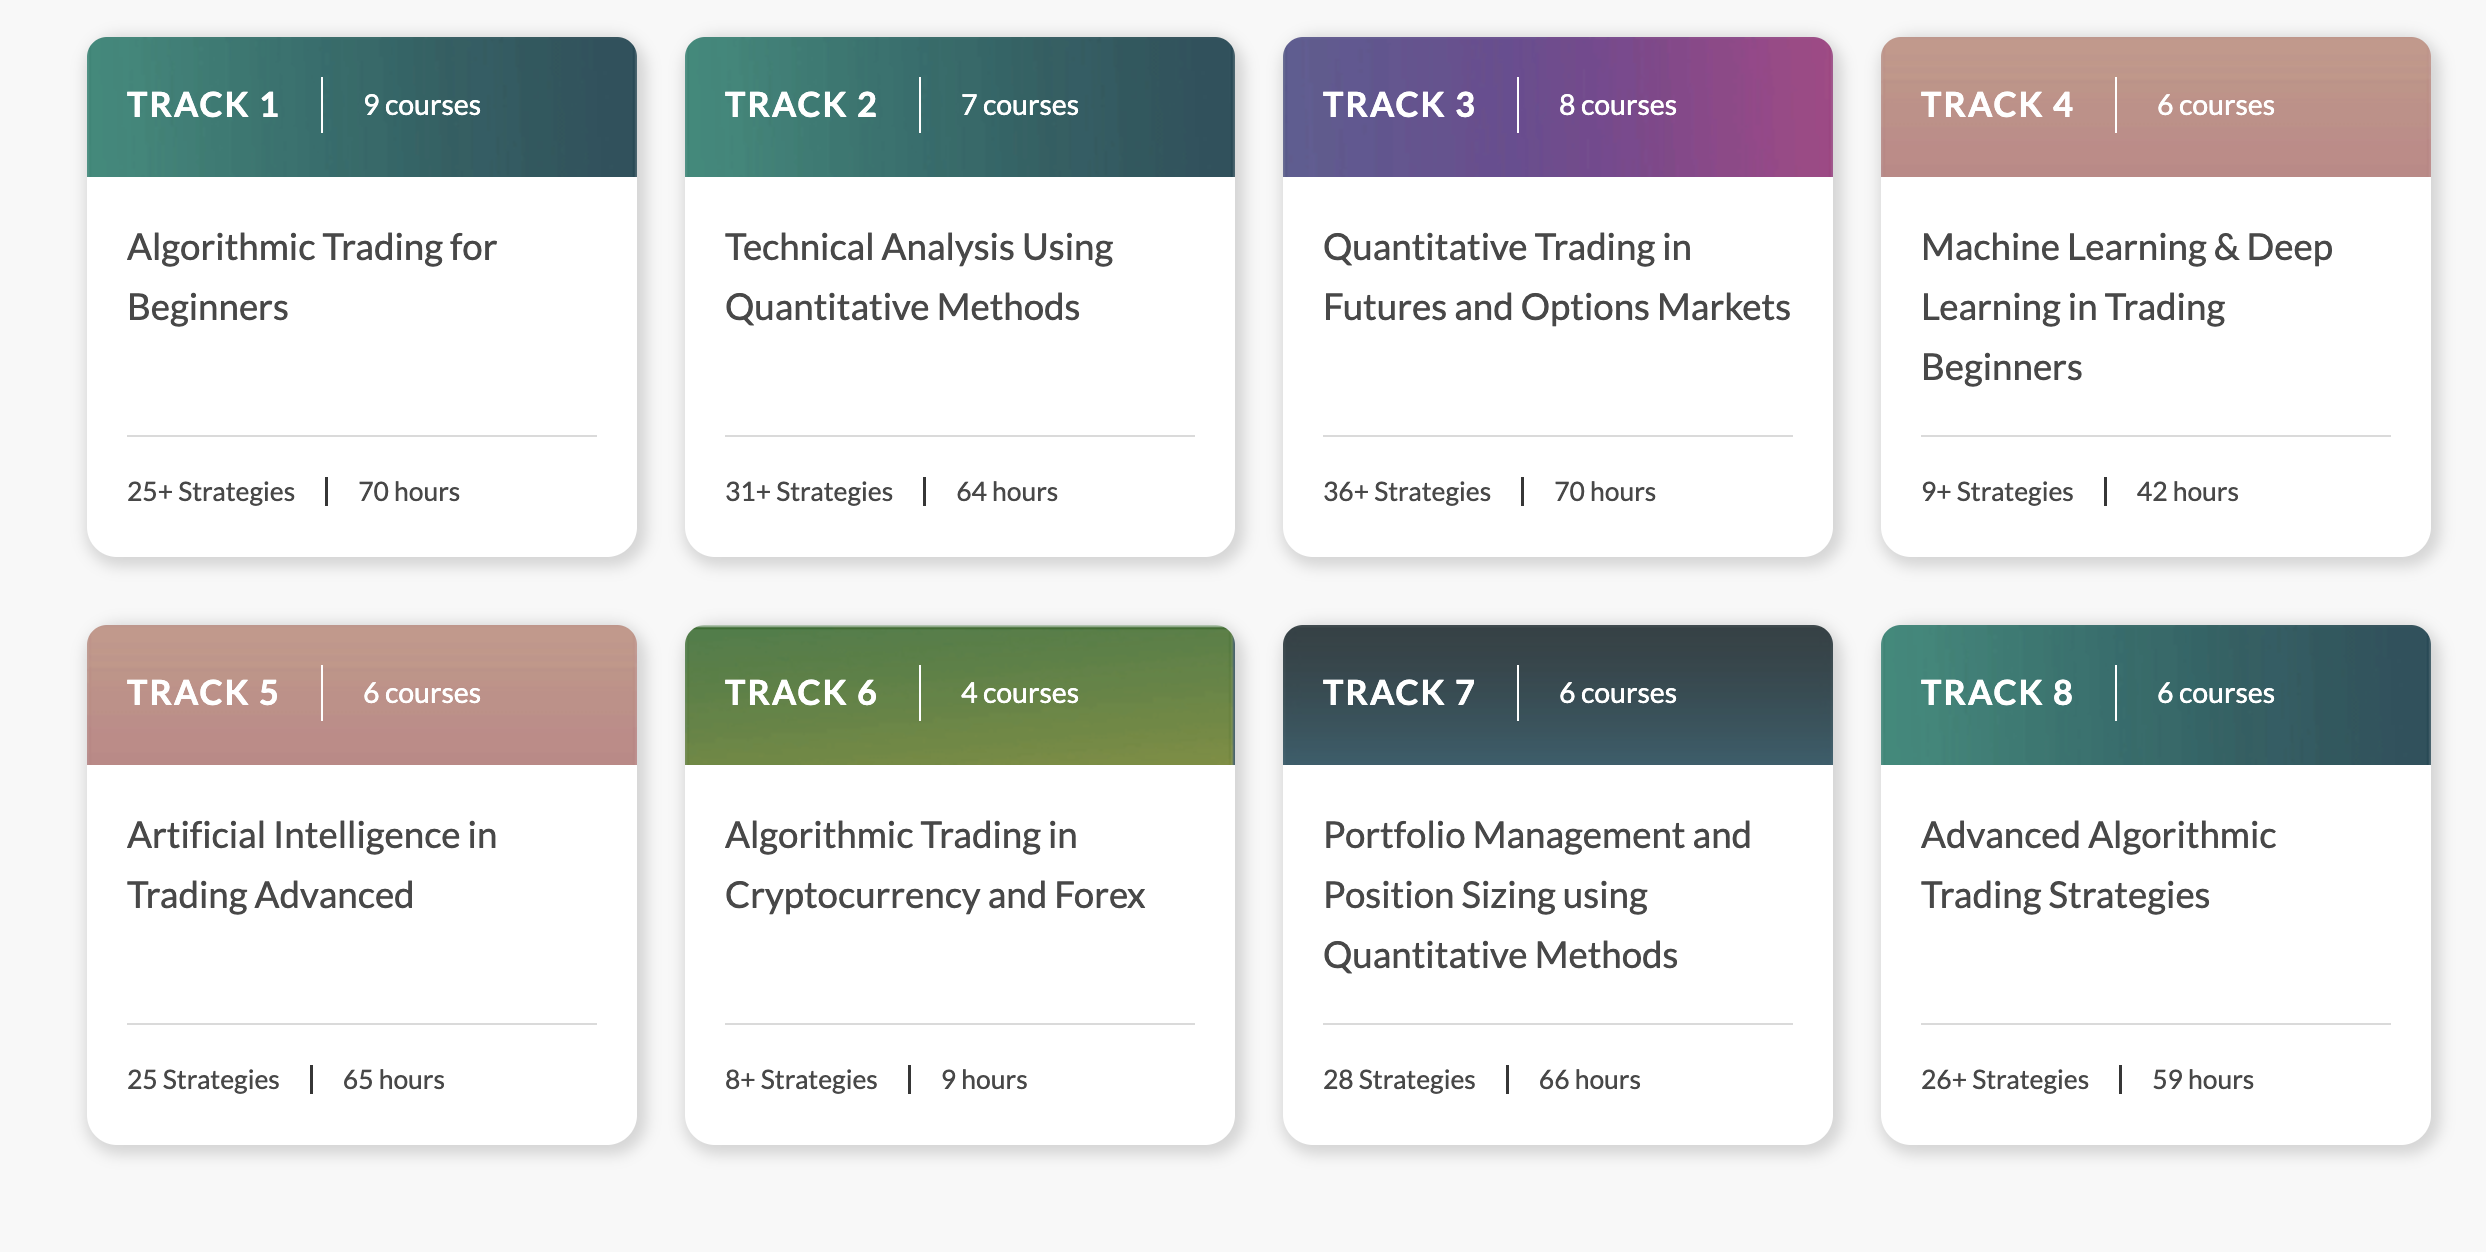 TRACK 1 | 9 courses
Algorithmic Trading for
Beginners
25+ Strategies | 70 hours
TRACK 2 | 7 courses
Technical Analysis Using
Quantitative Methods
31+ Strategies | 64 hours
TRACK 3 | 8 courses
Quantitative Trading in
Futures and Options Markets
36+ Strategies | 70 hours
TRACK 4 | 6 courses
Machine Learning & Deep
Learning in Trading
Beginners
9+ Strategies | 42 hours
TRACK 5 | 6 courses
Artificial Intelligence in
Trading Advanced
25 Strategies | 65 hours
TRACK 6 | 4 courses
Algorithmic Trading in
Cryptocurrency and Forex
8+ Strategies | 9 hours
TRACK 7 | 6 courses
Portfolio Management and
Position Sizing using
Quantitative Methods
28 Strategies | 66 hours
TRACK 8 | 6 courses
Advanced Algorithmic
Trading Strategies
26+ Strategies | 59 hours